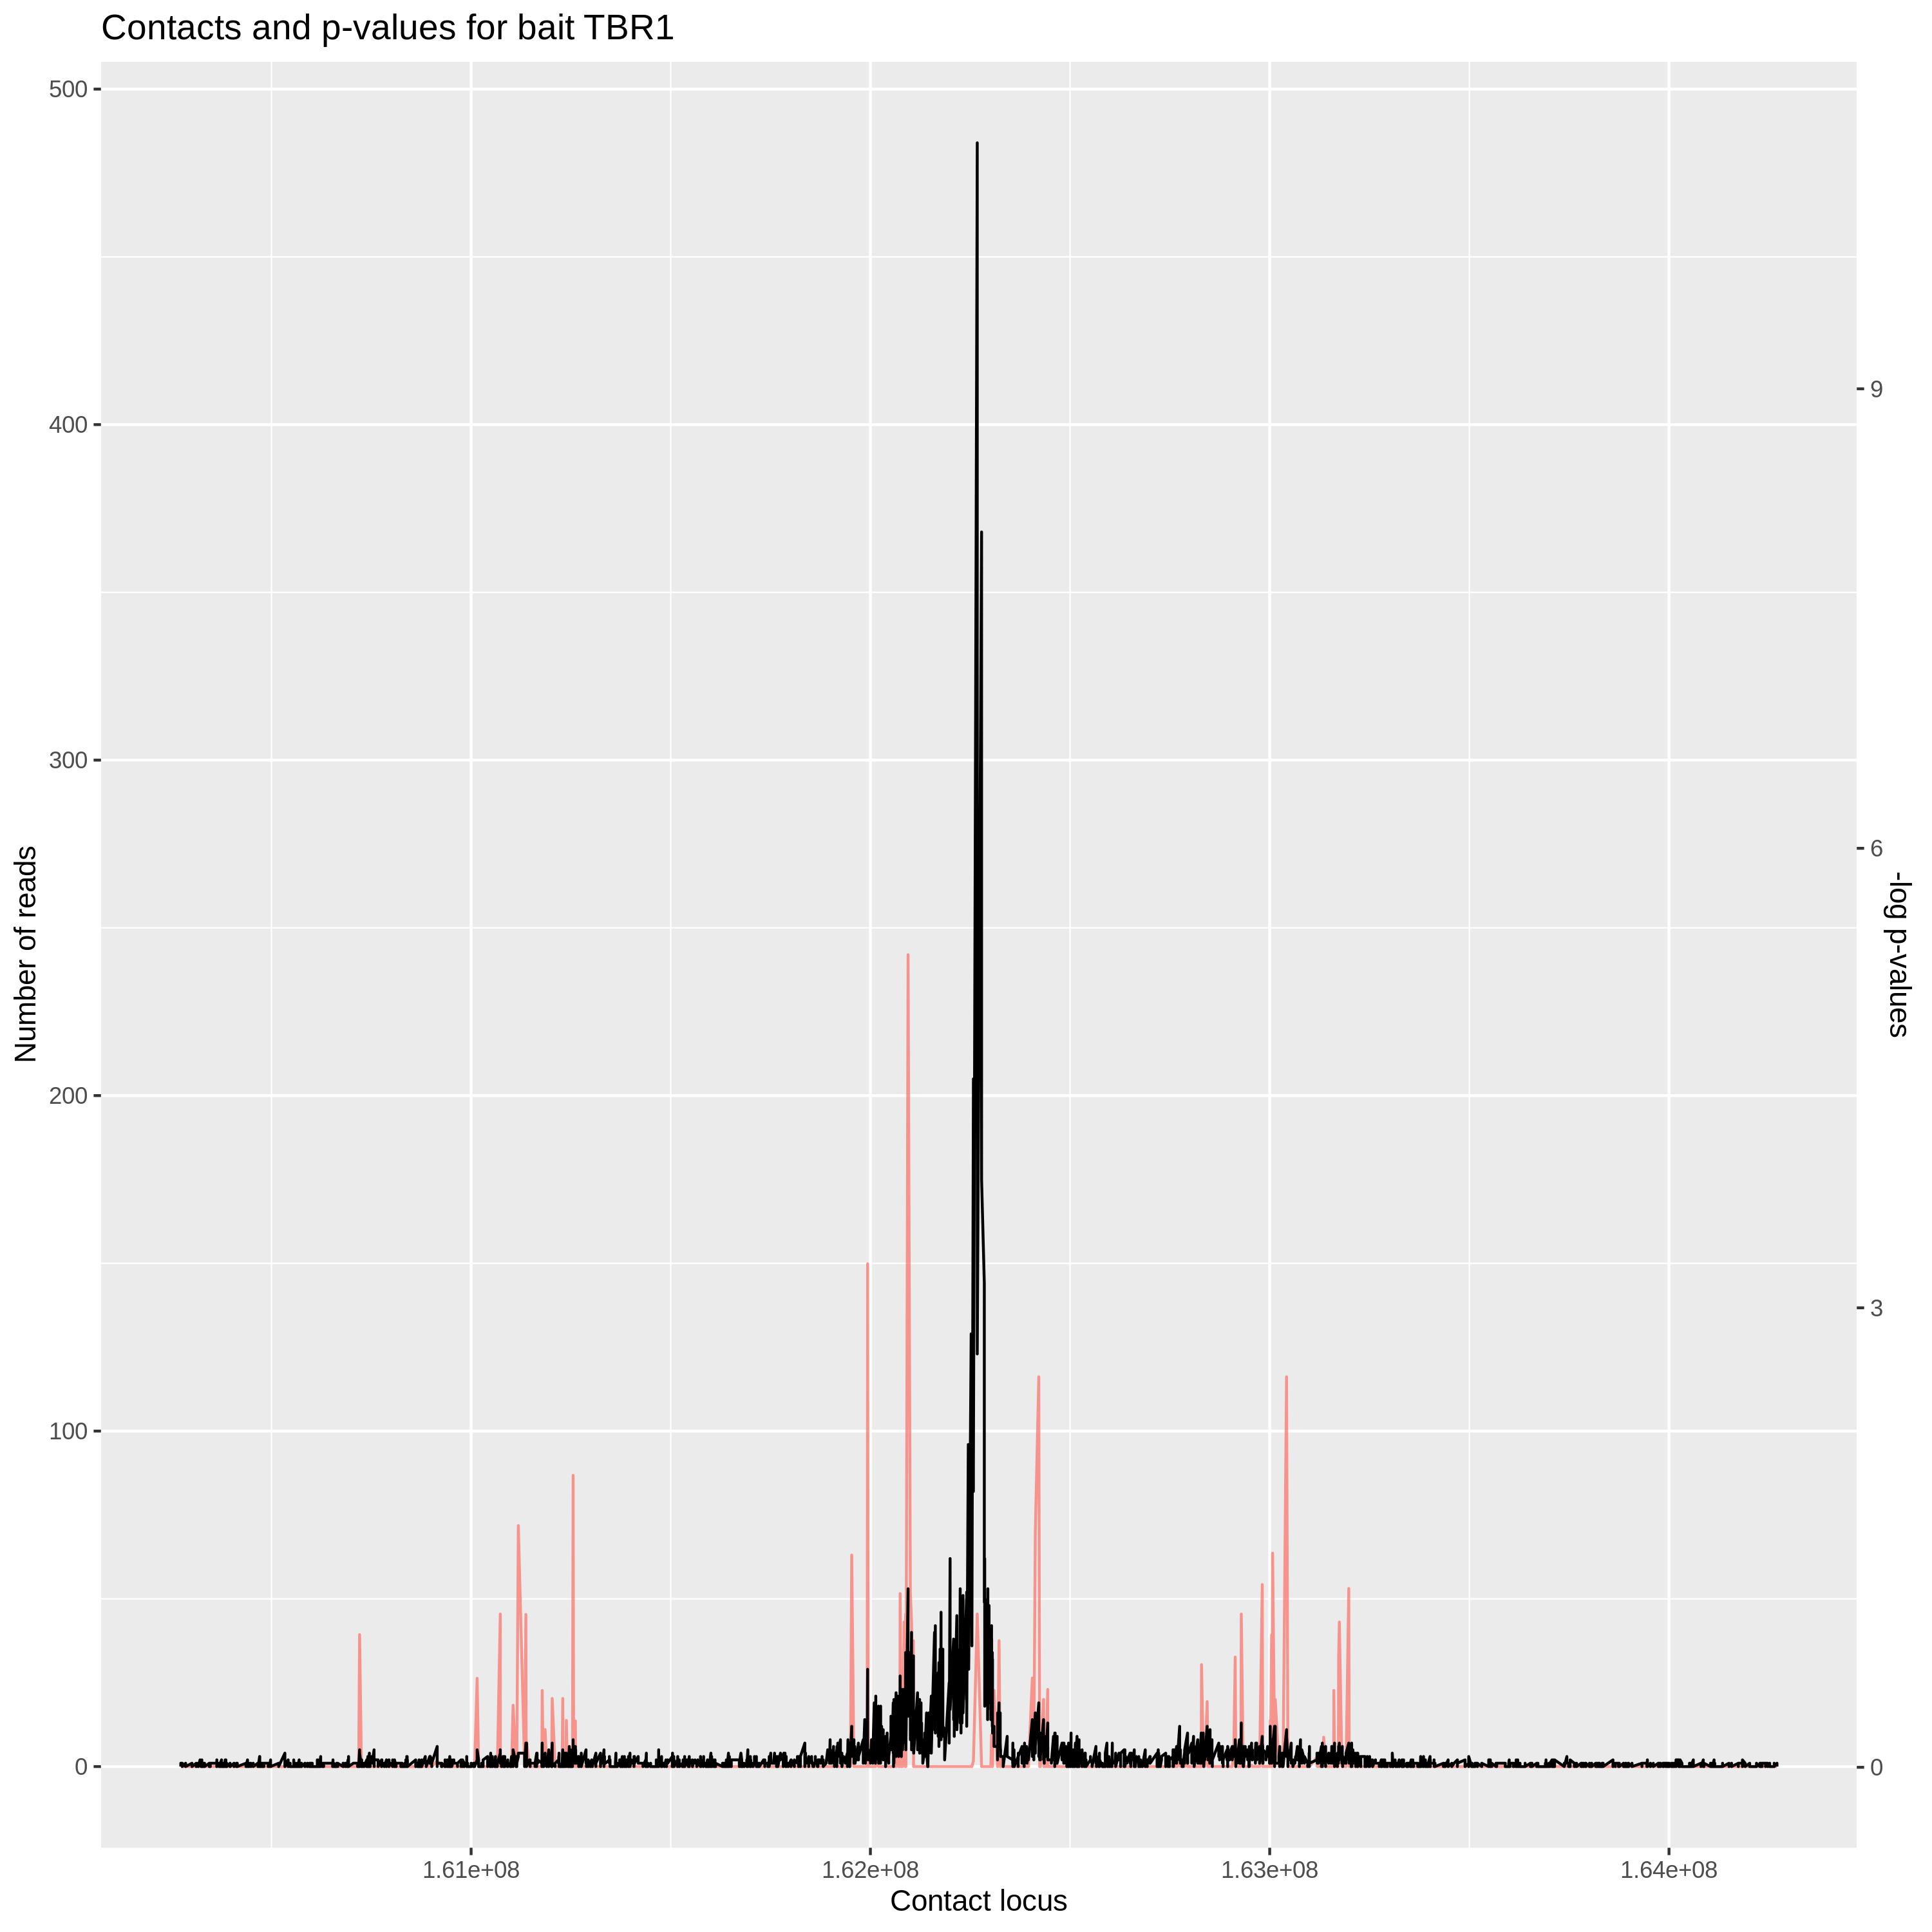 Contacts and p-values for bait TBR1
500
400
300
200
100
0
Number of reads
9
6
3
0
-log p-values
1.61e+08
1.62e+08
1.63e+08
1.64e+08
Contact locus